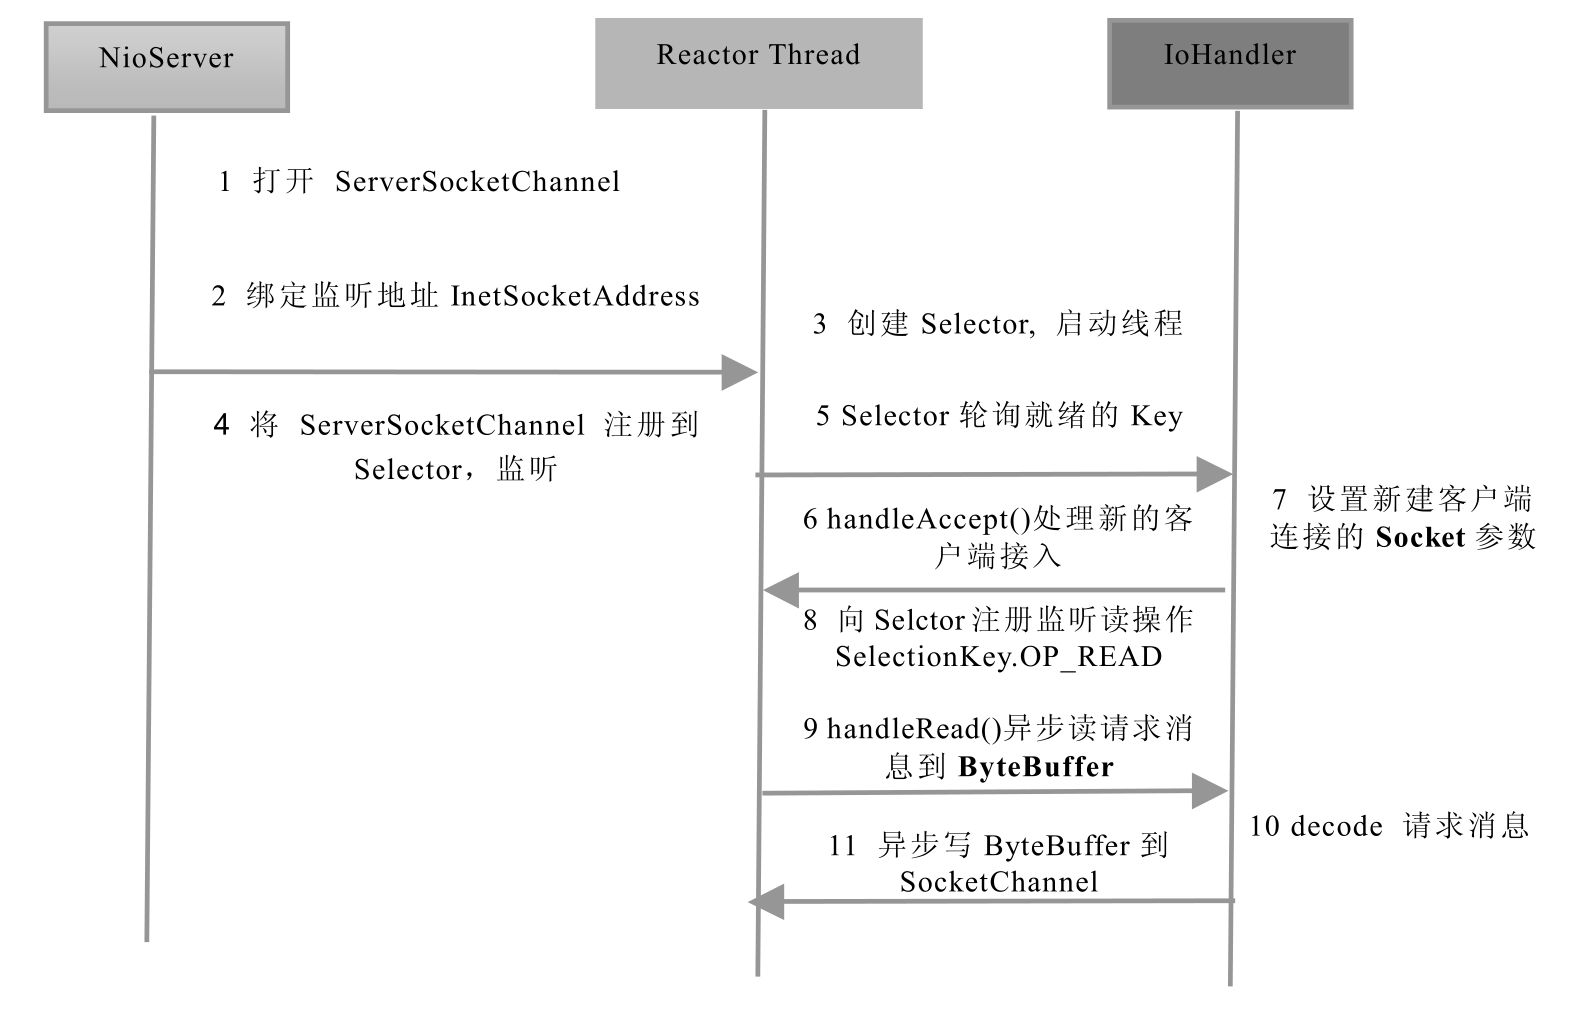 NioServer
Reactor Thread
IoHandler
1 打开 ServerSocketChannel
2 绑定监听地址 InetSocketAddress
3 创建 Selector, 启动线程
4 将 ServerSocketChannel 注册到
Selector，监听
5 Selector 轮询就绪的 Key
6 handleAccept()处理新的客
户端接入
7 设置新建客户端
连接的 Socket 参数
8 向 Selctor 注册监听读操作
SelectionKey.OP_READ
9 handleRead()异步读请求消
息到 ByteBuffer
10 decode 请求消息
11 异步写 ByteBuffer 到
SocketChannel